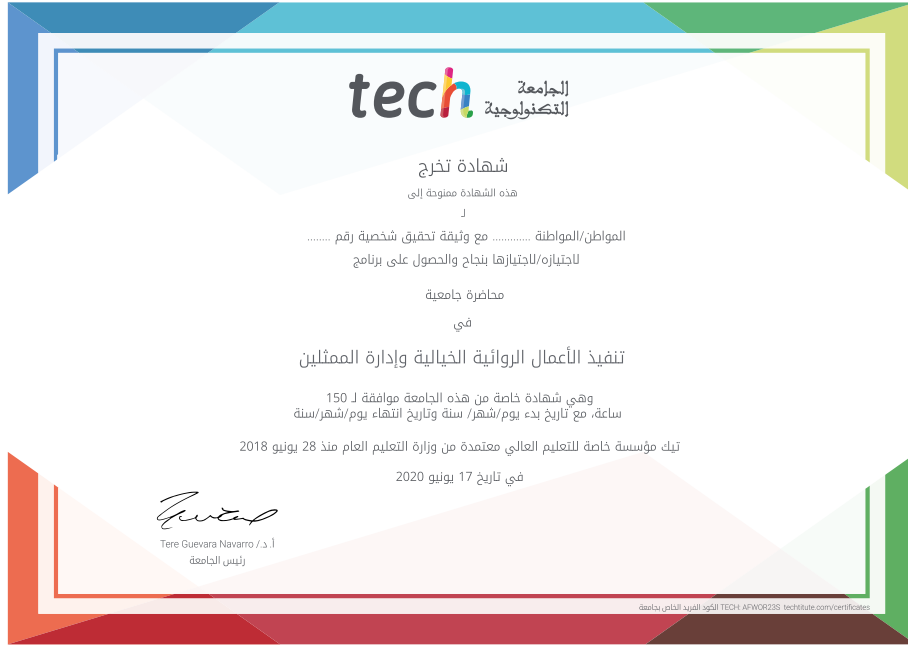 tech الجامعة
التكنولوجية
شهادة تخرج
هذه الشهادة ممنوحة إلى
لـ
المواطن/المواطنة ............. مع وثيقة تحقيق شخصية رقم ........
لاجتيازه/لاجتيازها بنجاح والحصول على برنامج
محاضرة جامعية
في
تنفيذ الأعمال الروائية الخيالية وإدارة الممثلين
وهي شهادة خاصة من هذه الجامعة موافقة لـ 150
ساعة، مع تاريخ بدء يوم/شهر/ سنة وتاريخ انتهاء يوم/شهر/سنة
تيك مؤسسة خاصة للتعليم العالي معتمدة من وزارة التعليم العام منذ 28 يونيو 2018
في تاريخ 17 يونيو 2020
أ. د./ Tere Guevara Navarro
رئيس الجامعة
الكود الفريد الخاص بجامعة TECH: AFWOR23S techtitute.com/certificates